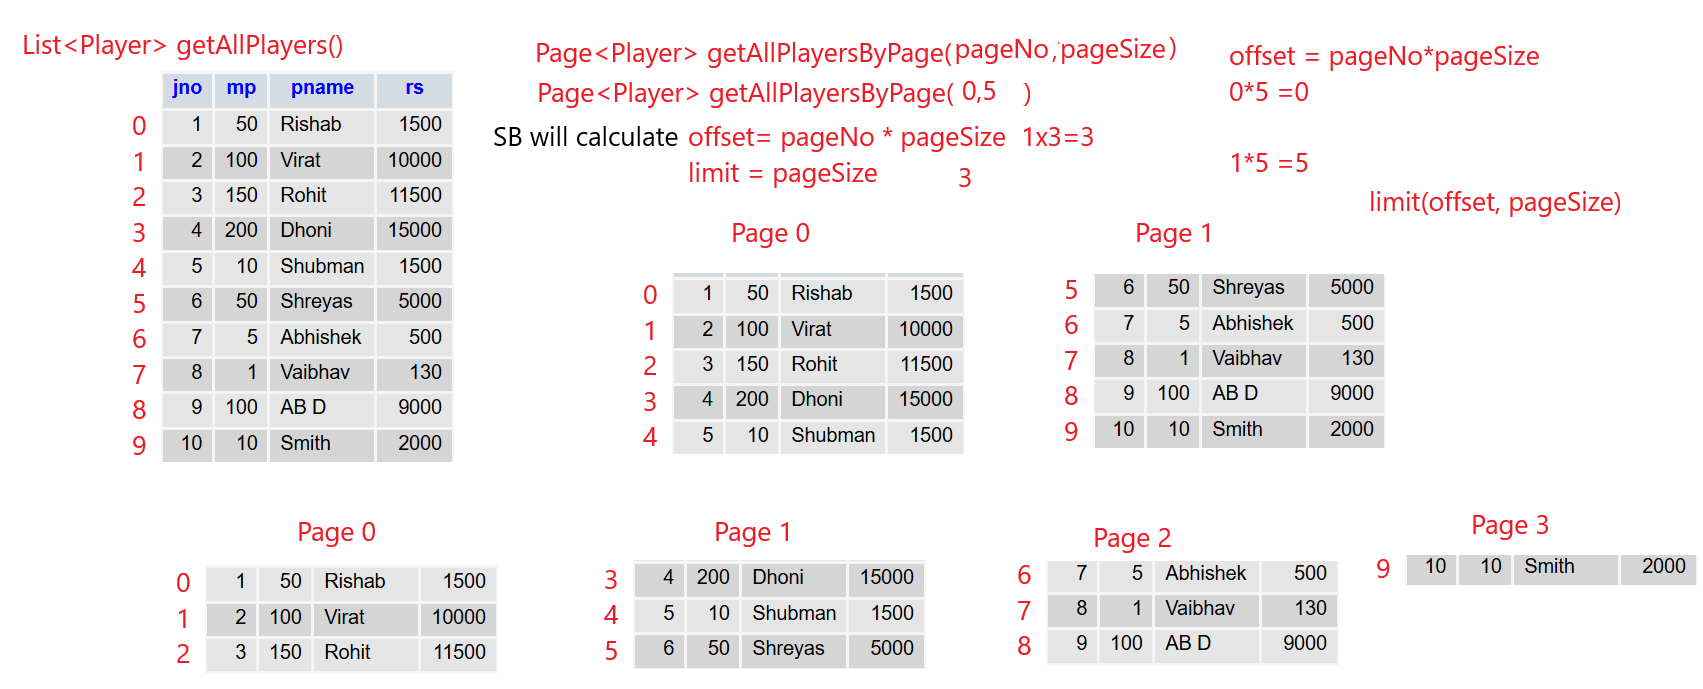 List<Player> getAllPlayers()
Page<Player> getAllPlayersByPage(pageNo, pageSize)
offset = pageNo*pageSize
Page<Player> getAllPlayersByPage( 0,5 )
0*5 =0
SB will calculate offset= pageNo * pageSize 1x3=3
limit = pageSize 3
1*5 =5
limit(offset, pageSize)
jno mp pname rs
0 1 50 Rishab 1500
1 2 100 Virat 10000
2 3 150 Rohit 11500
3 4 200 Dhoni 15000
4 5 10 Shubman 1500
5 6 50 Shreyas 5000
6 7 5 Abhishek 500
7 8 1 Vaibhav 130
8 9 100 AB D 9000
9 10 10 Smith 2000
Page 0
0 1 50 Rishab 1500
1 2 100 Virat 10000
2 3 150 Rohit 11500
3 4 200 Dhoni 15000
4 5 10 Shubman 1500
Page 1
5 6 50 Shreyas 5000
6 7 5 Abhishek 500
7 8 1 Vaibhav 130
8 9 100 AB D 9000
9 10 10 Smith 2000
Page 0
0 1 50 Rishab 1500
1 2 100 Virat 10000
2 3 150 Rohit 11500
Page 1
3 4 200 Dhoni 15000
4 5 10 Shubman 1500
5 6 50 Shreyas 5000
Page 2
6 7 5 Abhishek 500
7 8 1 Vaibhav 130
8 9 100 AB D 9000
Page 3
9 10 10 Smith 2000